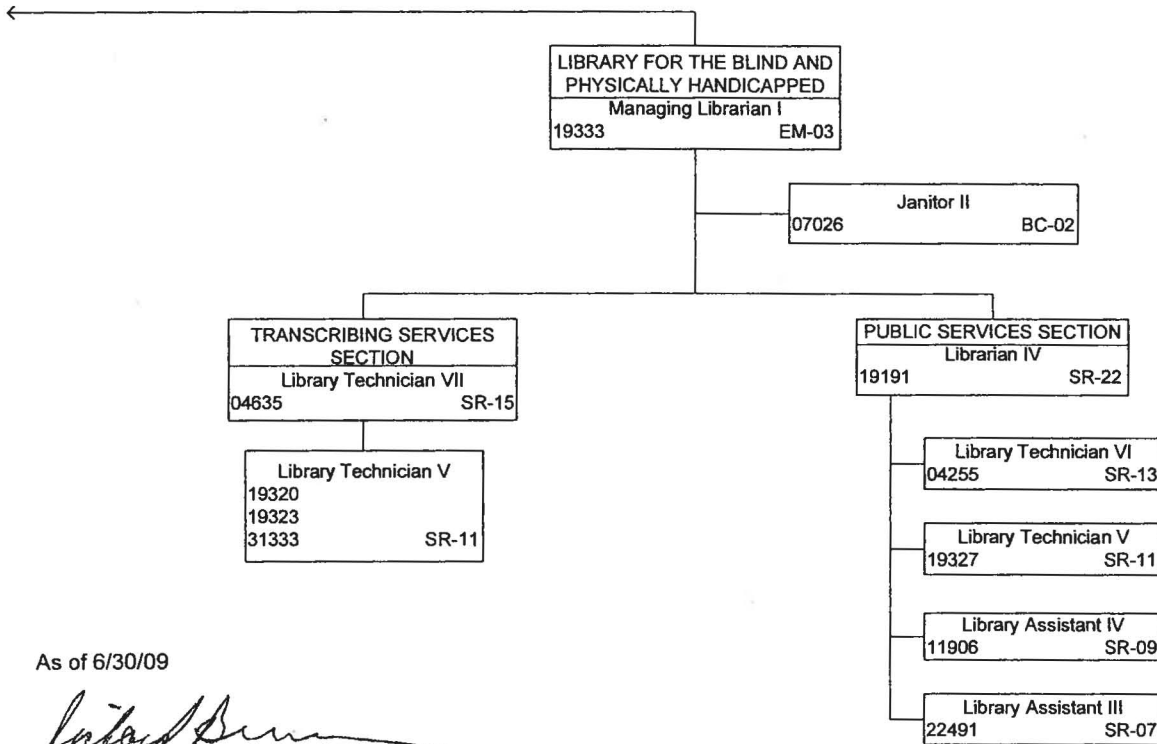 LIBRARY FOR THE BLIND AND
PHYSICALLY HANDICAPPED
Managing Librarian I
19333 EM-03
Janitor II
07026 BC-02
TRANSCRIBING SERVICES
SECTION
Library Technician VII
04635 SR-15
Library Technician V
19320
19323
31333 SR-11
PUBLIC SERVICES SECTION
Librarian IV
19191 SR-22
Library Technician VI
04255 SR-13
Library Technician V
19327 SR-11
Library Assistant IV
11906 SR-09
Library Assistant III
22491 SR-07
As of 6/30/09